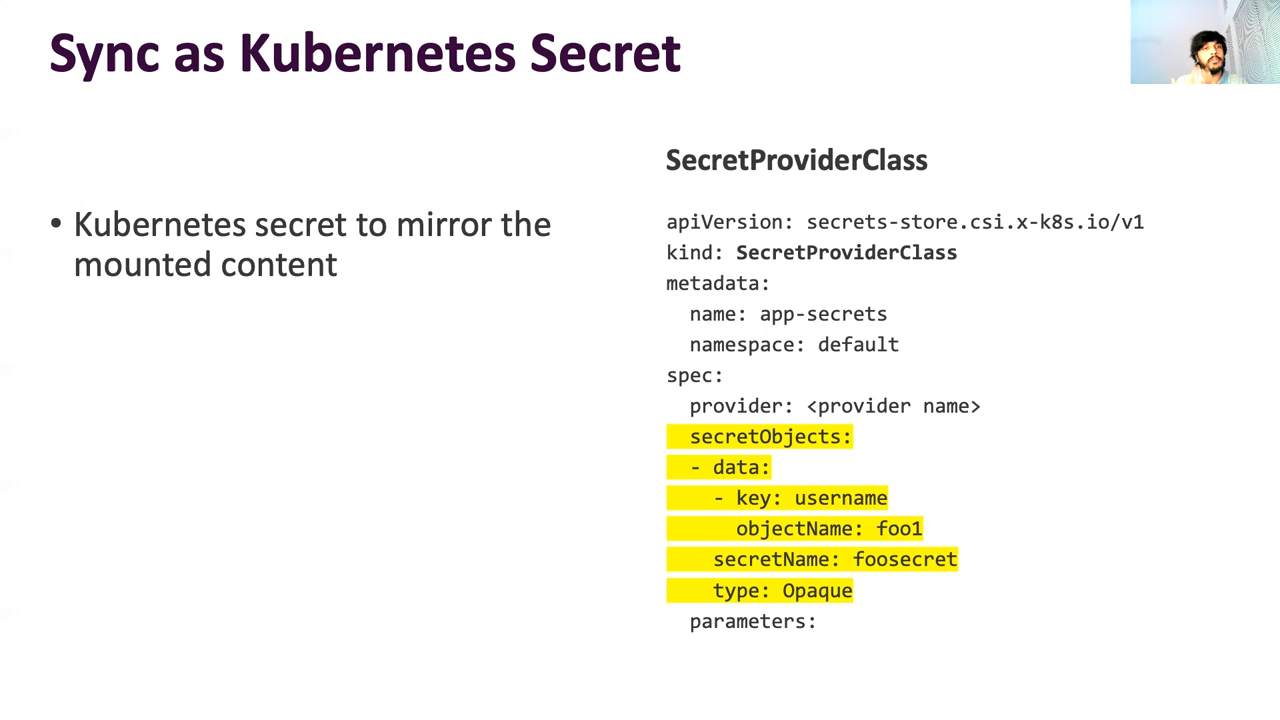 Sync as Kubernetes Secret
• Kubernetes secret to mirror the
mounted content
SecretProviderClass
apiVersion: secrets-store.csi.x-k8s.io/v1
kind: SecretProviderClass
metadata:
  name: app-secrets
  namespace: default
spec:
  provider: <provider name>
  secretObjects:
  - data:
    - key: username
      objectName: foo1
    secretName: foosecret
    type: Opaque
  parameters: